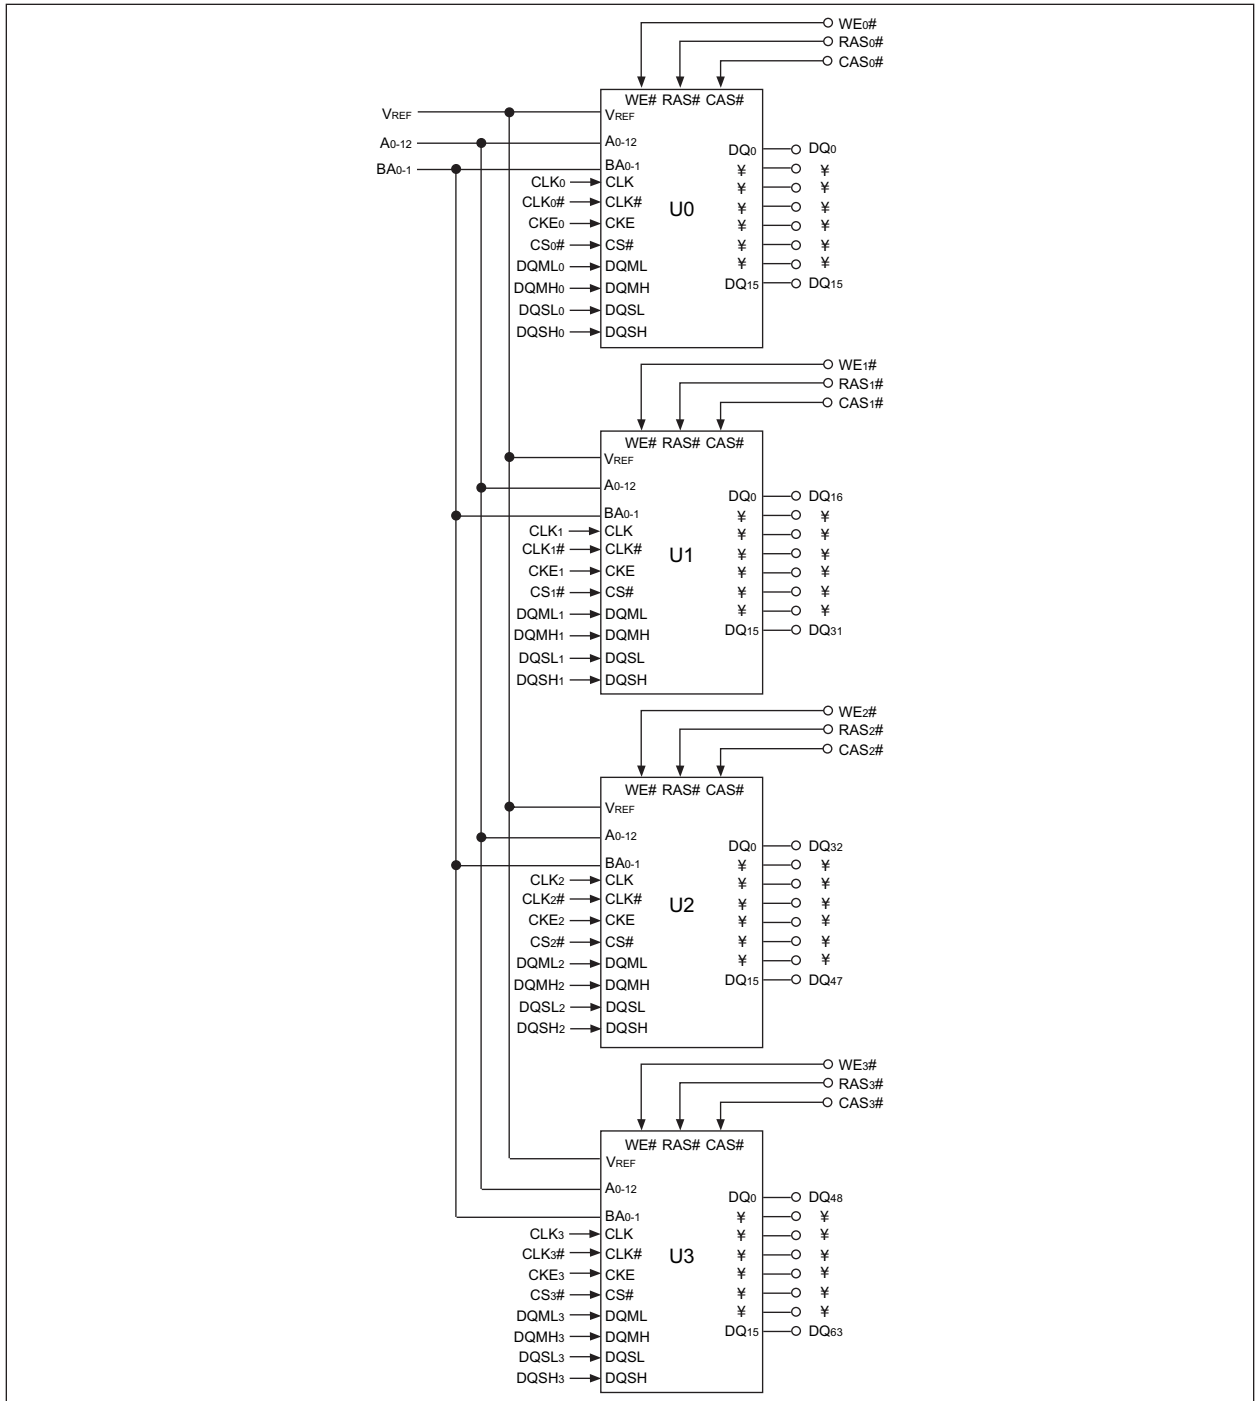 WE0#
RAS0#
CAS0#
WE# RAS# CAS#
VREF VREF
A0-12 A0-12
BA0-1 BA0-1
CLK0 CLK
CLK0# CLK#
CKE0 CKE
CS0# CS#
DQML0 DQML
DQMH0 DQMH
DQSL0 DQSL
DQSH0 DQSH
U0
DQ0 DQ0
¥ ¥
¥ ¥
¥ ¥
¥ ¥
¥ ¥
¥ ¥
DQ15 DQ15
WE1#
RAS1#
CAS1#
WE# RAS# CAS#
VREF
A0-12
BA0-1
CLK1 CLK
CLK1# CLK#
CKE1 CKE
CS1# CS#
DQML1 DQML
DQMH1 DQMH
DQSL1 DQSL
DQSH1 DQSH
U1
DQ0 DQ16
¥ ¥
¥ ¥
¥ ¥
¥ ¥
¥ ¥
¥ ¥
DQ15 DQ31
WE2#
RAS2#
CAS2#
WE# RAS# CAS#
VREF
A0-12
BA0-1
CLK2 CLK
CLK2# CLK#
CKE2 CKE
CS2# CS#
DQML2 DQML
DQMH2 DQMH
DQSL2 DQSL
DQSH2 DQSH
U2
DQ0 DQ32
¥ ¥
¥ ¥
¥ ¥
¥ ¥
¥ ¥
¥ ¥
DQ15 DQ47
WE3#
RAS3#
CAS3#
WE# RAS# CAS#
VREF
A0-12
BA0-1
CLK3 CLK
CLK3# CLK#
CKE3 CKE
CS3# CS#
DQML3 DQML
DQMH3 DQMH
DQSL3 DQSL
DQSH3 DQSH
U3
DQ0 DQ48
¥ ¥
¥ ¥
¥ ¥
¥ ¥
¥ ¥
¥ ¥
DQ15 DQ63